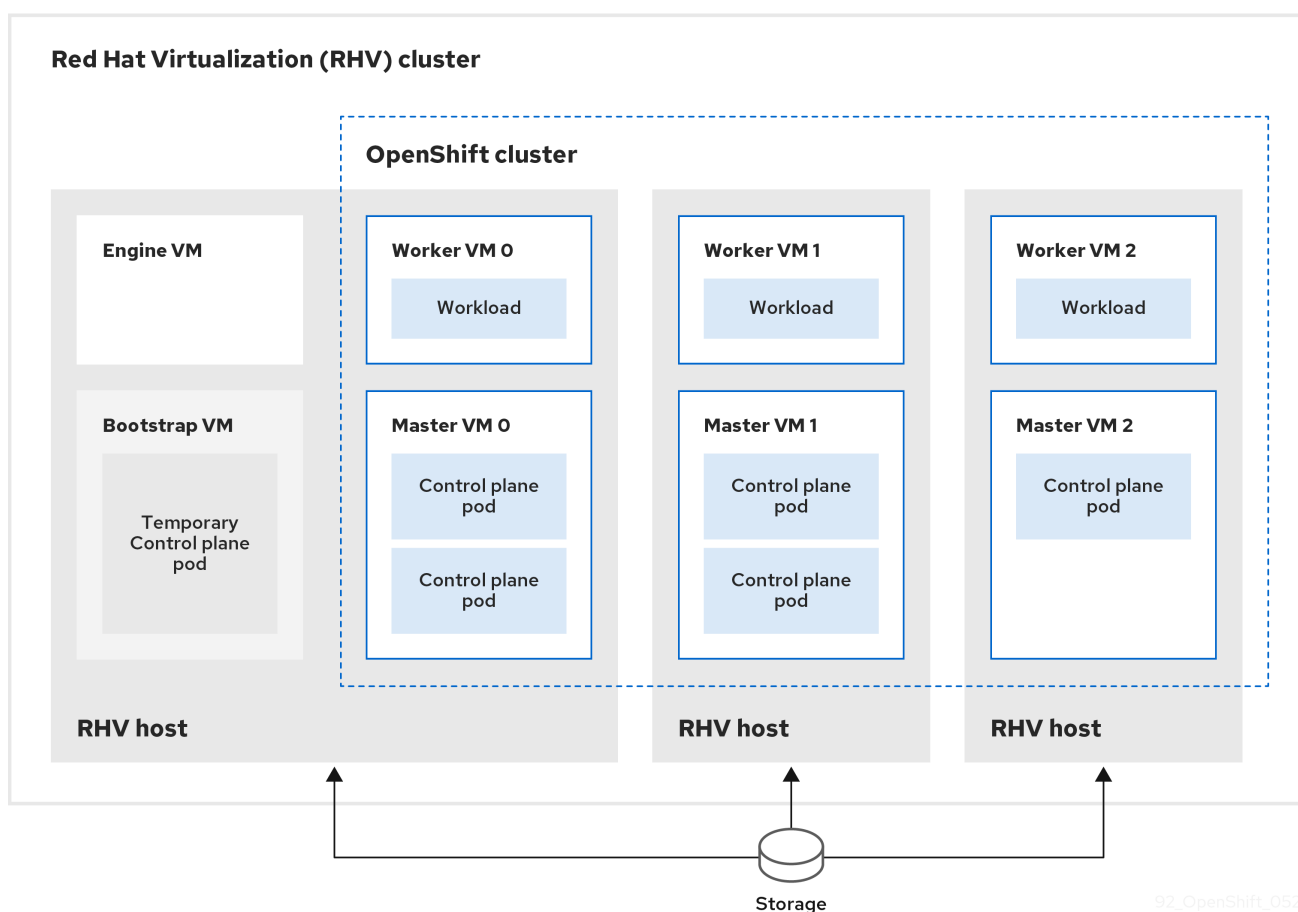 Red Hat Virtualization (RHV) cluster
OpenShift cluster
Engine VM
Bootstrap VM
Temporary
Control plane
pod
Worker VM 0
Workload
Master VM 0
Control plane
pod
Control plane
pod
RHV host
Worker VM 1
Workload
Master VM 1
Control plane
pod
Control plane
pod
RHV host
Worker VM 2
Workload
Master VM 2
Control plane
pod
RHV host
Storage
92_OpenShift_052